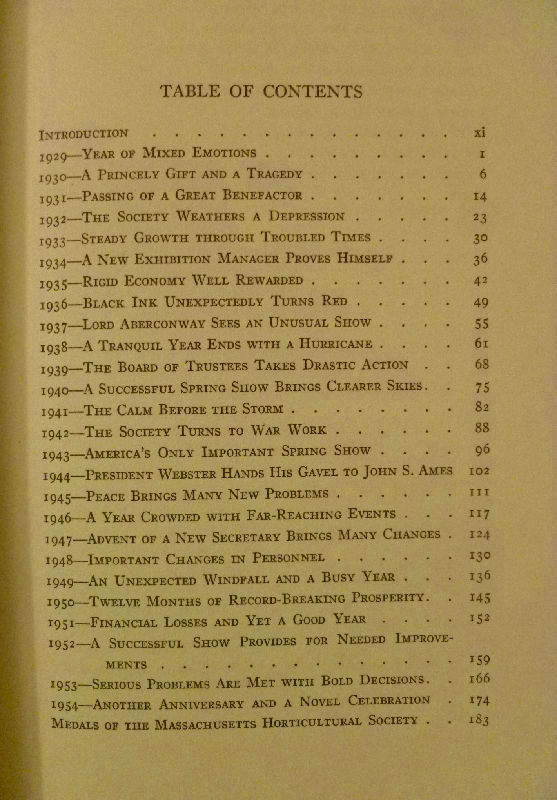 TABLE OF CONTENTS
INTRODUCTION . . . . . . . . . . . . xi
1929—YEAR OF MIXED EMOTIONS . . . . . . . . 1
1930—A PRINCELY GIFT AND A TRAGEDY . . . . . . 6
1931—PASSING OF A GREAT BENEFACTOR . . . . . . 14
1932—THE SOCIETY WEATHERS A DEPRESSION . . . . . 23
1933—STEADY GROWTH THROUGH TROUBLED TIMES . . . . 30
1934—A NEW EXHIBITION MANAGER PROVES HIMSELF . . . 36
1935—RIGID ECONOMY WELL REWARDED . . . . . . 42
1936—BLACK INK UNEXPECTEDLY TURNS RED . . . . . 49
1937—LORD ABERCONWAY SEES AN UNUSUAL SHOW . . . . 55
1938—A TRANQUIL YEAR ENDS WITH A HURRICANE . . . . 61
1939—THE BOARD OF TRUSTEES TAKES DRASTIC ACTION . . 68
1940—A SUCCESSFUL SPRING SHOW BRINGS CLEARER SKIES . . 75
1941—THE CALM BEFORE THE STORM . . . . . . . 82
1942—THE SOCIETY TURNS TO WAR WORK . . . . . . 88
1943—AMERICA'S ONLY IMPORTANT SPRING SHOW . . . . 96
1944—PRESIDENT WEBSTER HANDS HIS GAVEL TO JOHN S. AMES 102
1945—PEACE BRINGS MANY NEW PROBLEMS . . . . . . 111
1946—A YEAR CROWDED WITH FAR-REACHING EVENTS . . . 117
1947—ADVENT OF A NEW SECRETARY BRINGS MANY CHANGES . 124
1948—IMPORTANT CHANGES IN PERSONNEL . . . . . . 130
1949—AN UNEXPECTED WINDFALL AND A BUSY YEAR . . . 136
1950—TWELVE MONTHS OF RECORD-BREAKING PROSPERITY . . 145
1951—FINANCIAL LOSSES AND YET A GOOD YEAR . . . . 152
1952—A SUCCESSFUL SHOW PROVIDES FOR NEEDED IMPROVE-
MENTS . . . . . . . . . . . 159
1953—SERIOUS PROBLEMS ARE MET WITH BOLD DECISIONS . . 166
1954—ANOTHER ANNIVERSARY AND A NOVEL CELEBRATION . 174
MEDALS OF THE MASSACHUSETTS HORTICULTURAL SOCIETY . . 183